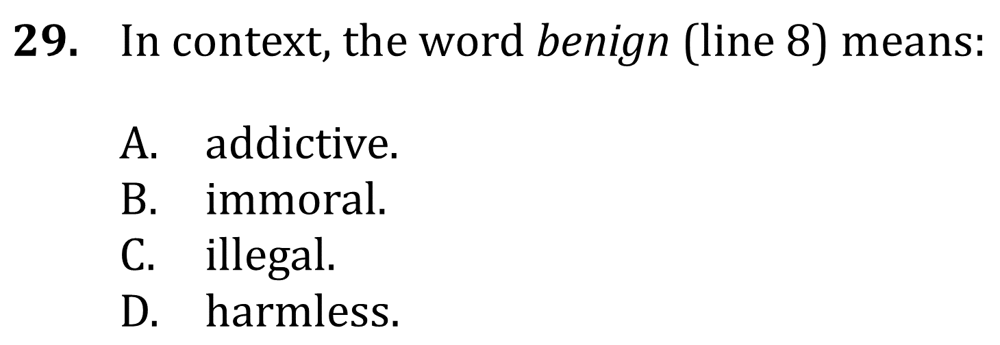 29. In context, the word benign (line 8) means:
A. addictive.
B. immoral.
C. illegal.
D. harmless.